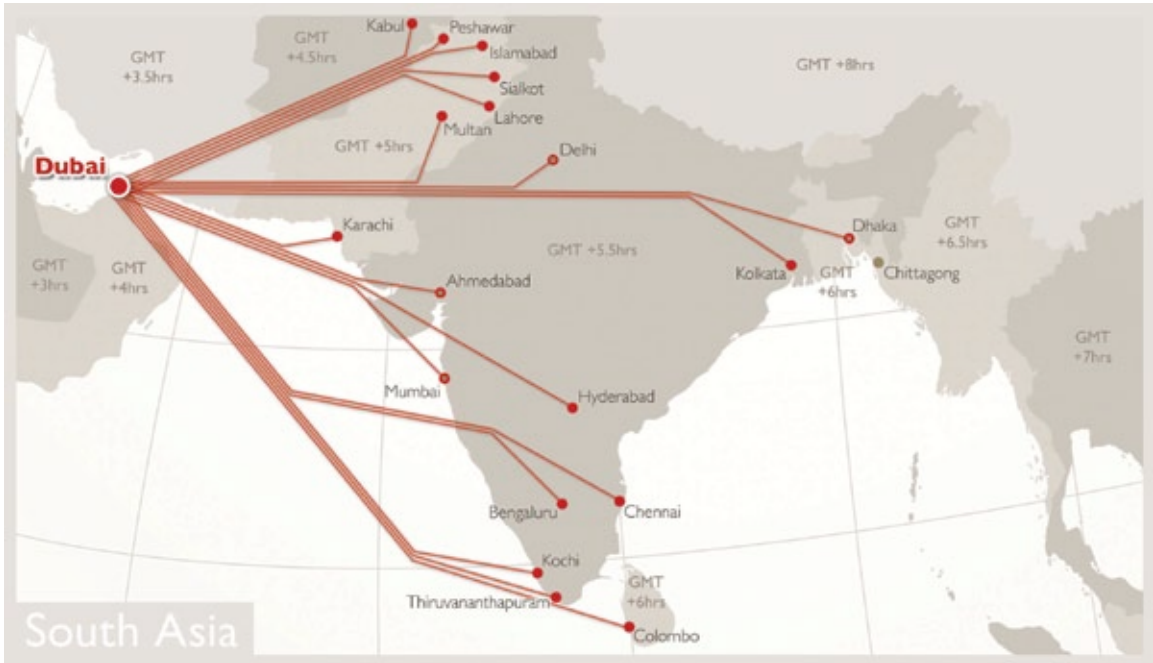 Kabul
Peshawar
GMT
+4.5hrs
Islamabad
GMT
+3.5hrs
GMT +8hrs
Sialkot
Lahore
Multan
GMT +5hrs
Delhi
Dubai
Karachi
Dhaka
GMT
+6.5hrs
GMT +5.5hrs
GMT
+3hrs
GMT
+4hrs
Kolkata
GMT
+6hrs
Chittagong
Ahmedabad
GMT
+7hrs
Mumbai
Hyderabad
Bengaluru
Chennai
Kochi
GMT
+6hrs
Thiruvananthapuram
Colombo
South Asia